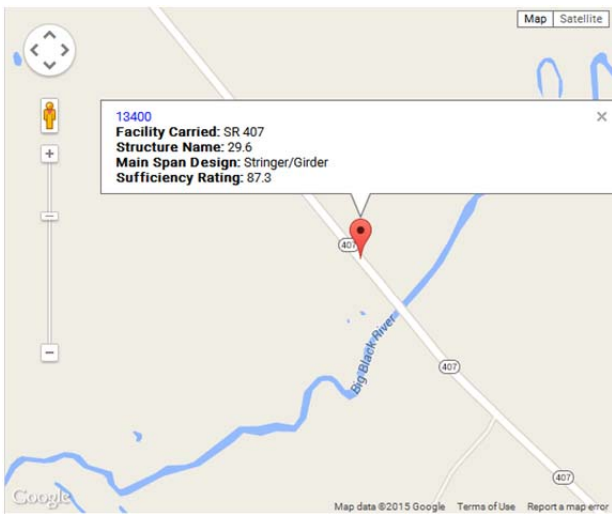 Map Satellite
13400
Facility Carried: SR 407
Structure Name: 29.6
Main Span Design: Stringer/Girder
Sufficiency Rating: 87.3
407
Big Black River
407
407
Google
Map data ©2015 Google Terms of Use Report a map error